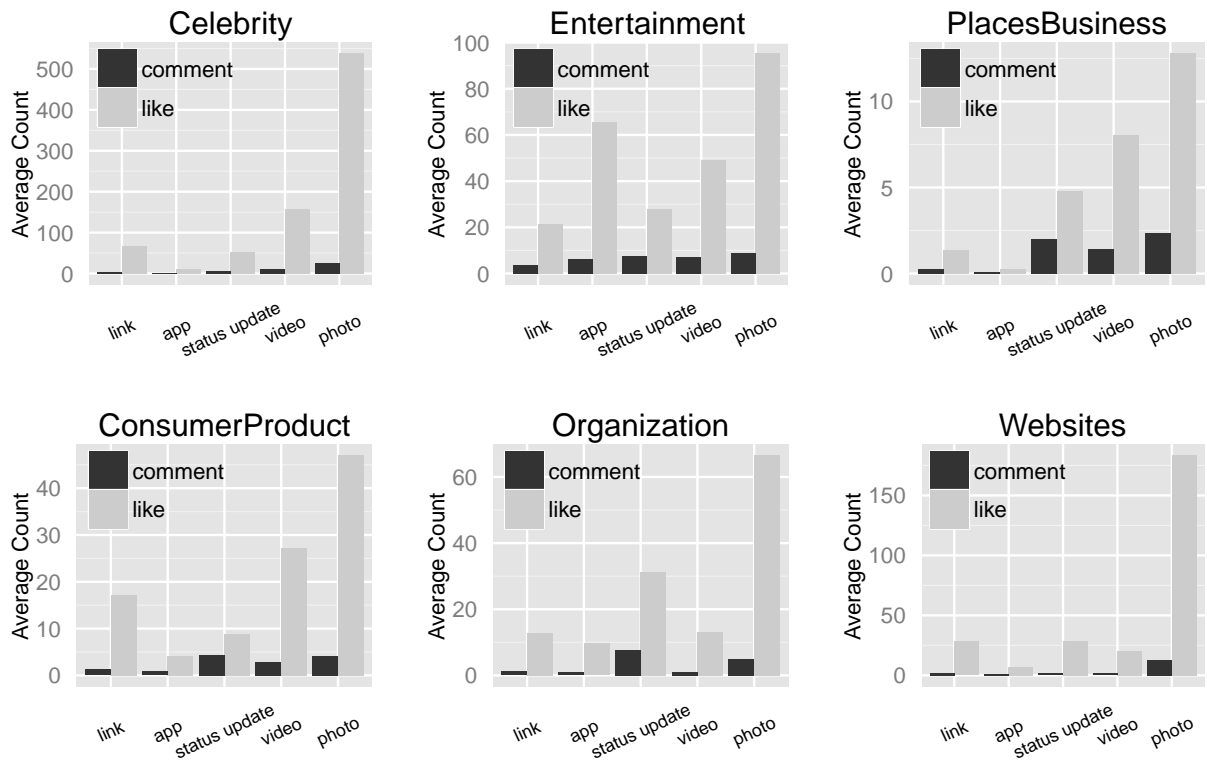 Celebrity
Average Count
500
400
300
200
100
0
comment
like
link
app
status update
video
photo
Entertainment
Average Count
100
80
60
40
20
0
comment
like
link
app
status update
video
photo
PlacesBusiness
Average Count
10
5
0
comment
like
link
app
status update
video
photo
ConsumerProduct
Average Count
40
30
20
10
0
comment
like
link
app
status update
video
photo
Organization
Average Count
60
40
20
0
comment
like
link
app
status update
video
photo
Websites
Average Count
150
100
50
0
comment
like
link
app
status update
video
photo